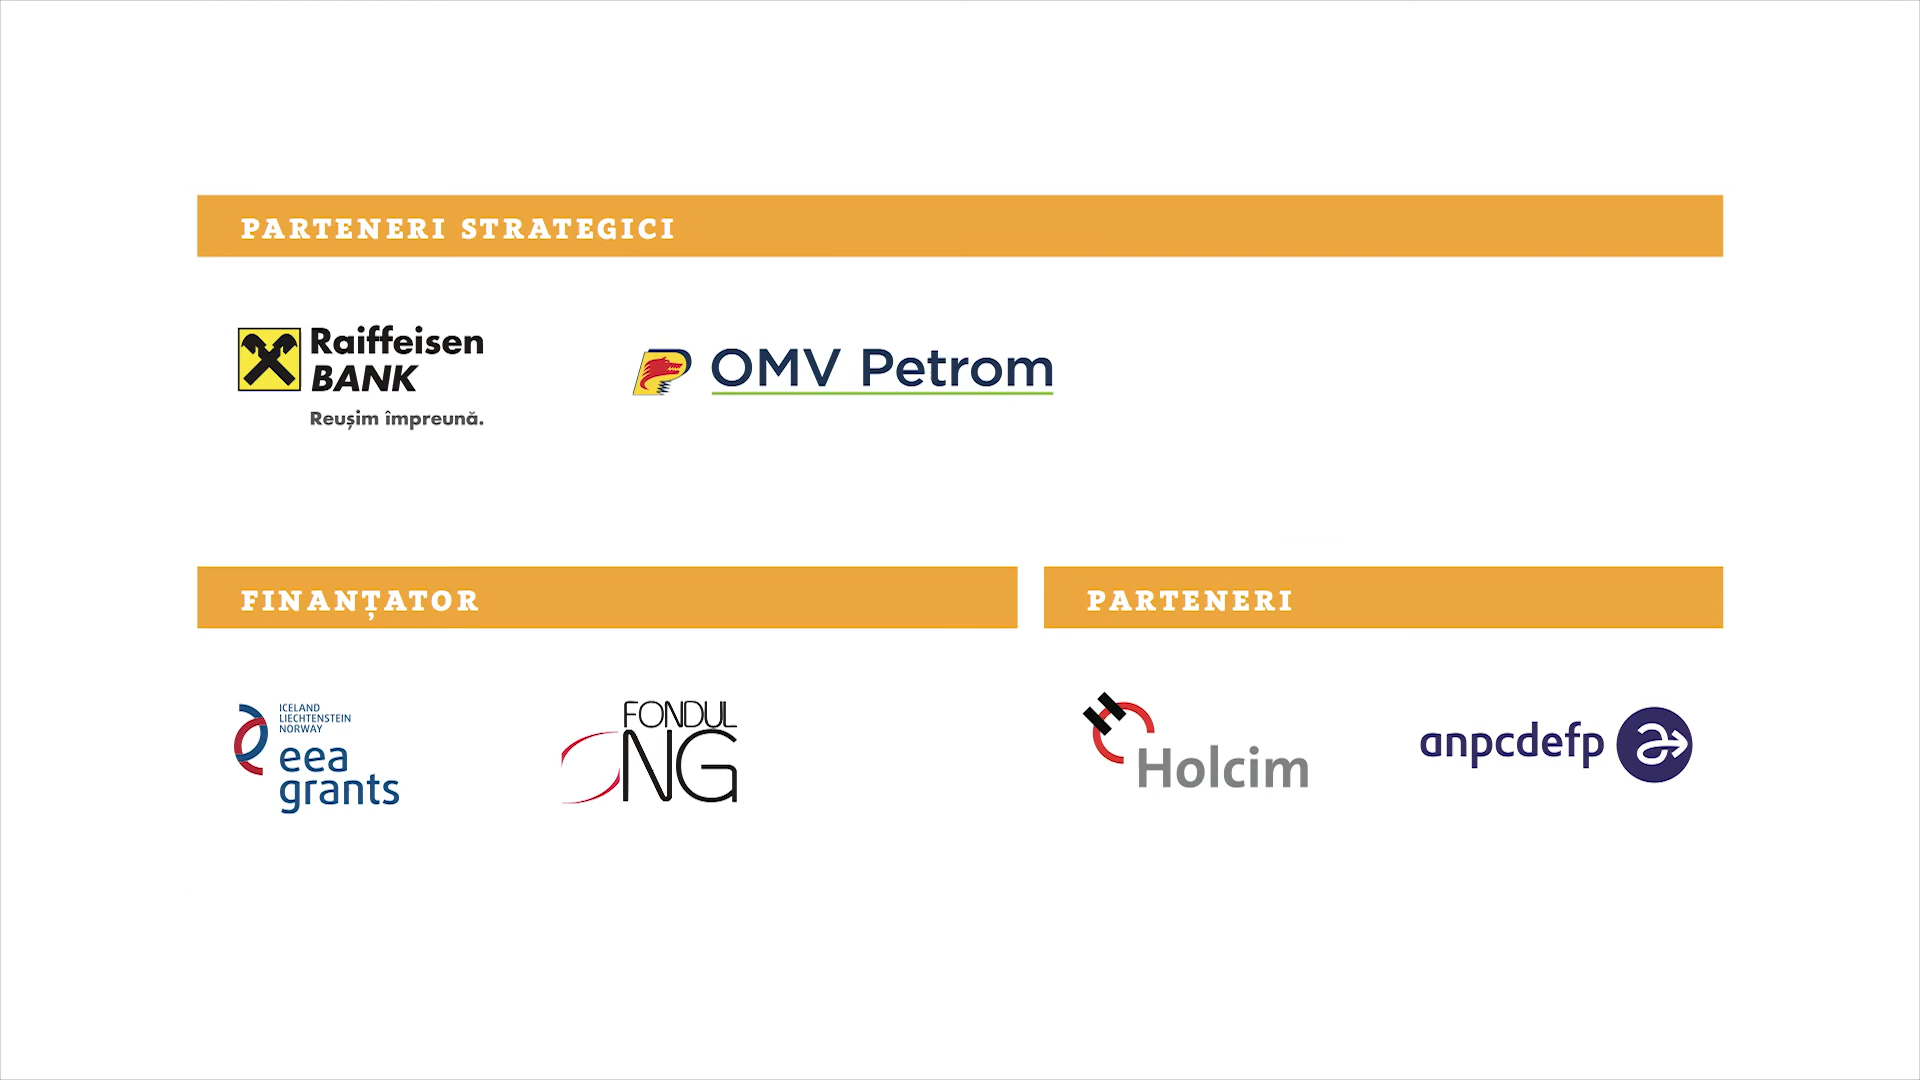 PARTENERI STRATEGICI
Raiffeisen
BANK
Reușim împreună.
OMV Petrom
FINANȚATOR
PARTENERI
ICELAND
LIECHTENSTEIN
NORWAY
eea
grants
FONDUL
ONG
Holcim
anpcdefp